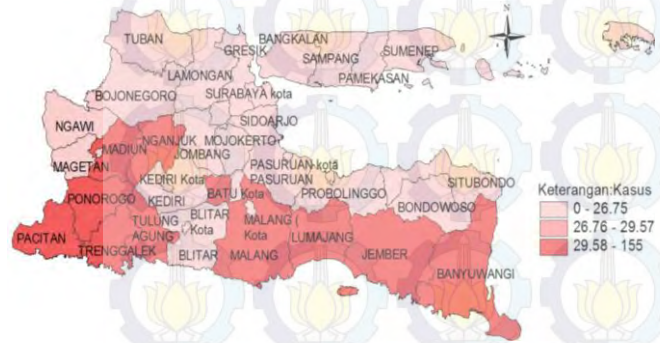 TUBAN
BANGKALAN
GRESIK
SAMPANG
SUMENEP
PAMEKASAN
LAMONGAN
BOJONEGORO
SURABAYA kota
NGAWI
SIDOARJO
NGANJUK
MOJOKERTO
MADIUN
JOMBANG
MAGETAN
PASURUAN kota
KEDIRI Kota
PASURUAN
SITUBONDO
PONOROGO
KEDIRI
BATU Kota
PROBOLINGGO
BONDOWOSO
TULUNG
AGUNG
BLITAR
Kota
MALANG (
Kota
PACITAN
TRENGGALEK
BLITAR
MALANG
LUMAJANG
JEMBER
BANYUWANGI
Keterangan:Kasus
0 - 26.75
26.76 - 29.57
29.58 - 155